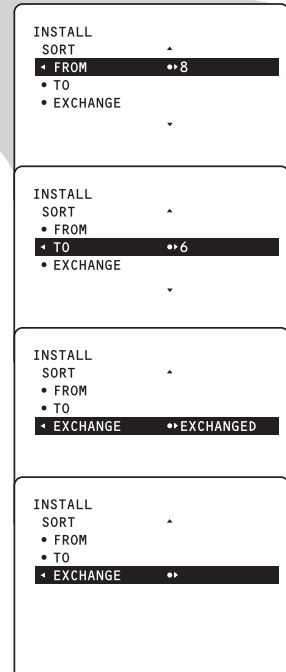 INSTALL
SORT
FROM 8
TO
EXCHANGE
INSTALL
SORT
FROM
TO 6
EXCHANGE
INSTALL
SORT
FROM
TO
EXCHANGE EXCHANGED
INSTALL
SORT
FROM
TO
EXCHANGE